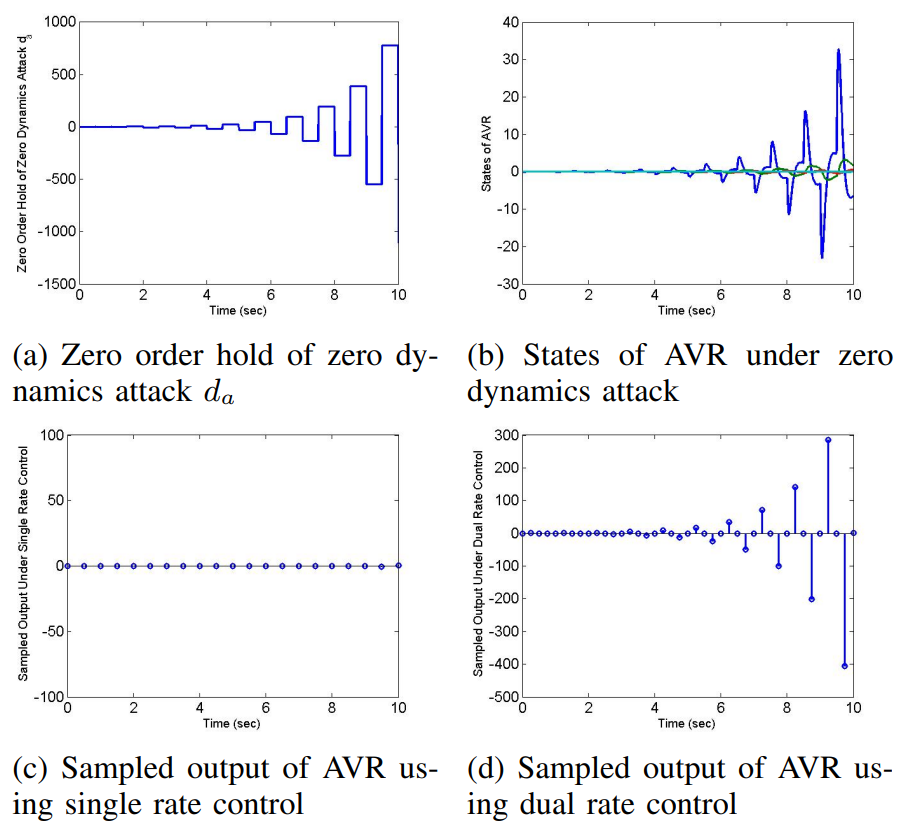 1000
500
0
-500
-1000
-1500
0 2 4 6 8 10
Time (sec)
Zero Order Hold of Zero Dynamics Attack da
40
30
20
10
0
-10
-20
-30
0 2 4 6 8 10
Time (sec)
States of AVR
(a) Zero order hold of zero dy-
namics attack da
(b) States of AVR under zero
dynamics attack
100
50
0
-50
-100
0 2 4 6 8 10
Time (sec)
Sampled Output Under Single Rate Control
300
200
100
0
-100
-200
-300
-400
-500
0 2 4 6 8 10
Time (sec)
Sampled Output Under Dual Rate Control
(c) Sampled output of AVR us-
ing single rate control
(d) Sampled output of AVR us-
ing dual rate control